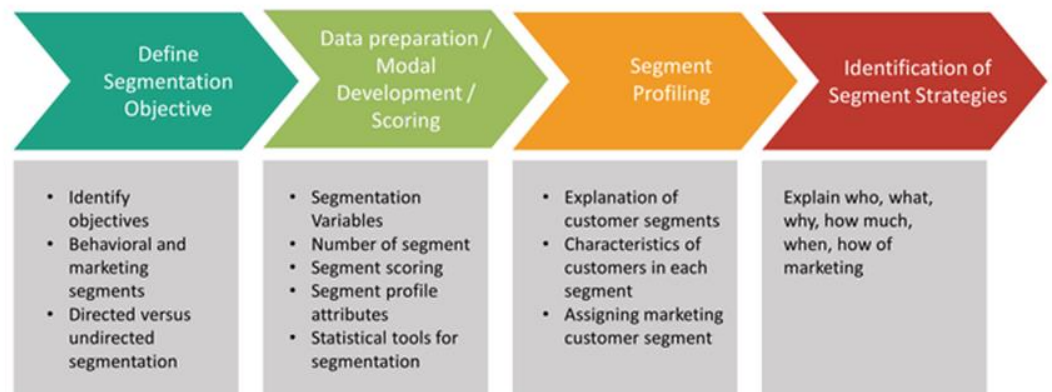 Define
Segmentation
Objective
• Identify
objectives
• Behavioral and
marketing
segments
• Directed versus
undirected
segmentation
Data preparation /
Modal
Development /
Scoring
• Segmentation
Variables
• Number of segment
• Segment scoring
• Segment profile
attributes
• Statistical tools for
segmentation
Segment
Profiling
• Explanation of
customer segments
• Characteristics of
customers in each
segment
• Assigning marketing
customer segment
Identification of
Segment Strategies
Explain who, what,
why, how much,
when, how of
marketing